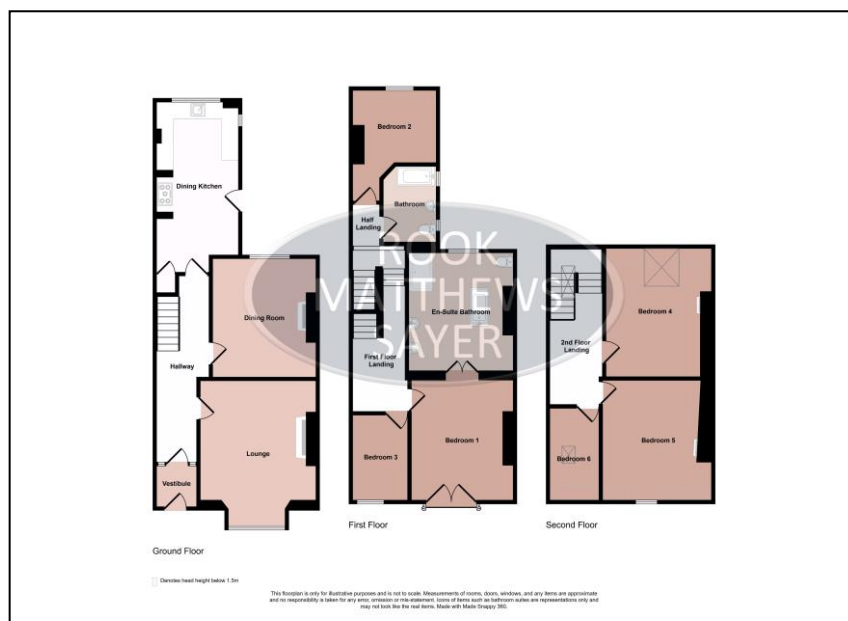 Bedroom 2
Dining Kitchen
Bathroom
Half
Landing
ROOK
MATTHEWS
SAYER
Dining Room
En-Suite Bathroom
Bedroom 4
2nd Floor
Landing
Hallway
First Floor
Landing
Lounge
Bedroom 1
Bedroom 5
Bedroom 3
Bedroom 6
Vestibule
First Floor
Second Floor
Ground Floor
Denotes head height below 1.5m
This floorplan is only for illustrative purposes and is not to scale. Measurements of rooms, doors, windows, and any items are approximate
and no responsibility is taken for any error, omission or mis-statement. Icons of items such as bathroom suites are representations only and
may not look like the real items. Made with Made Snappy 360.